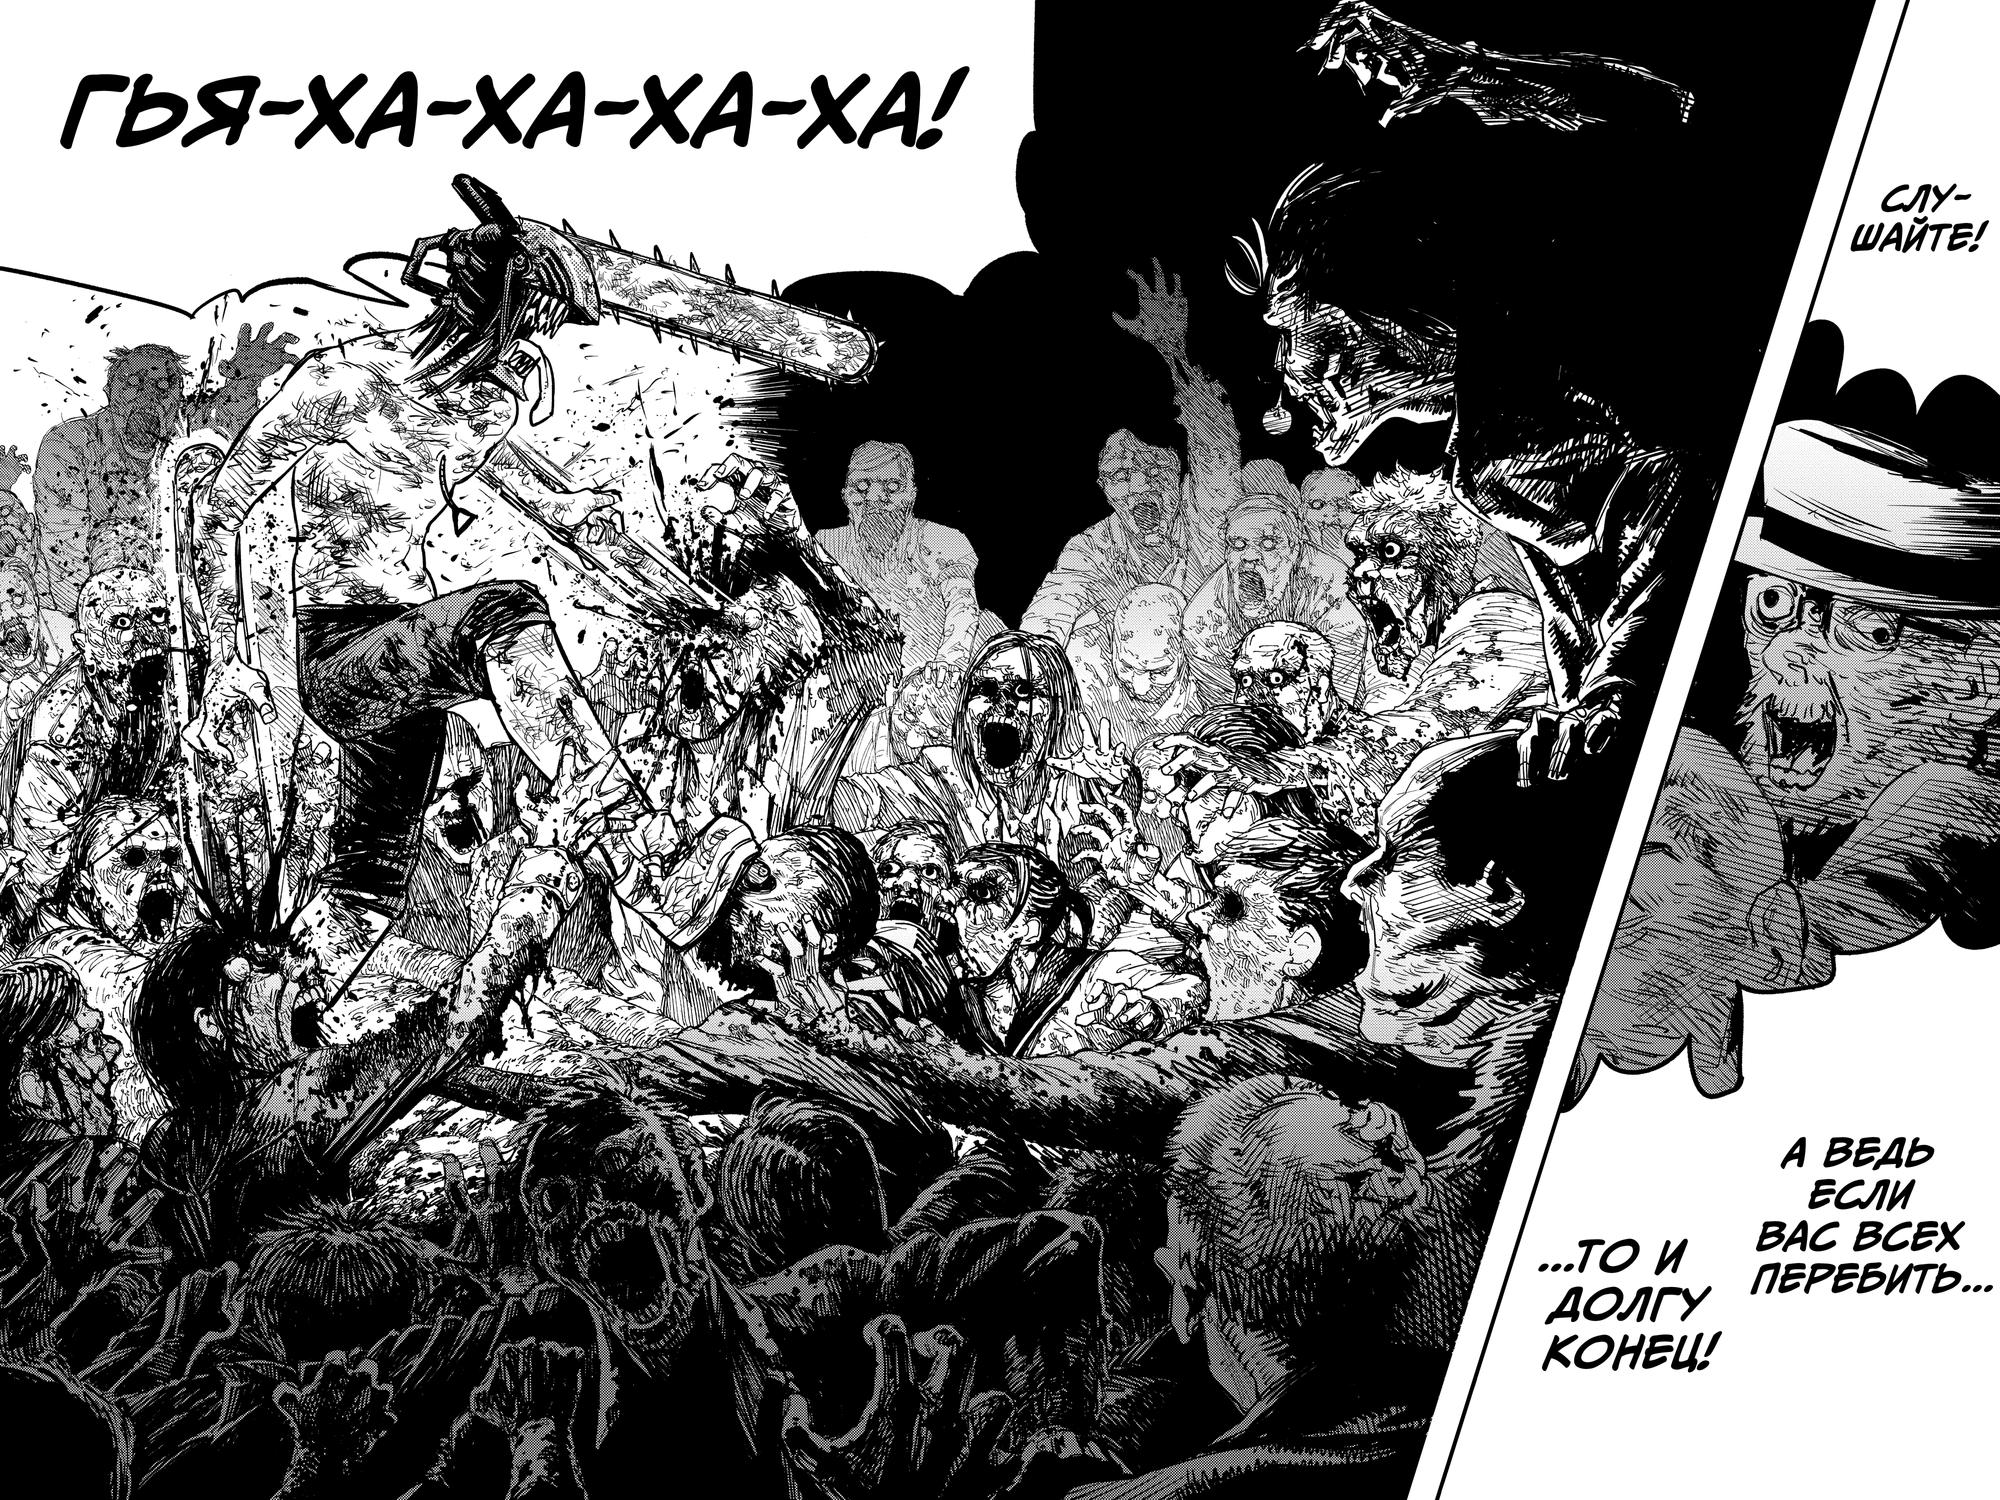 СЛУ-
ШАЙТЕ!
А ВЕДЬ
ЕСЛИ
ВАС ВСЕХ
ПЕРЕБИТЬ...
...ТО И
ДОЛГУ
КОНЕЦ!
ГЬЯ-ХА-ХА-ХА-ХА!